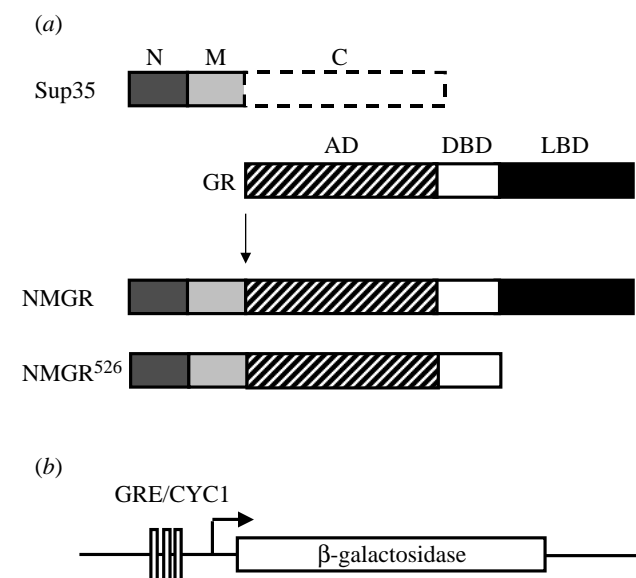 (a)
N M C
Sup35
AD DBD LBD
GR
NMGR
NMGR⁵²⁶
(b)
GRE/CYC1
β-galactosidase